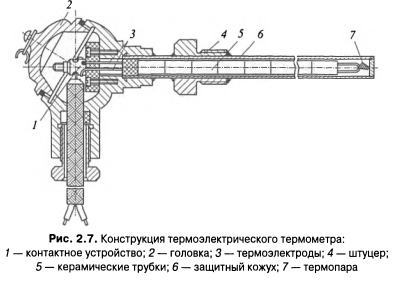 2
3
4
5
6
7
1
Рис. 2.7. Конструкция термоэлектрического термометра:
1 — контактное устройство; 2 — головка; 3 — термоэлектроды; 4 — штуцер;
5 — керамические трубки; 6 — защитный кожух; 7 — термопара